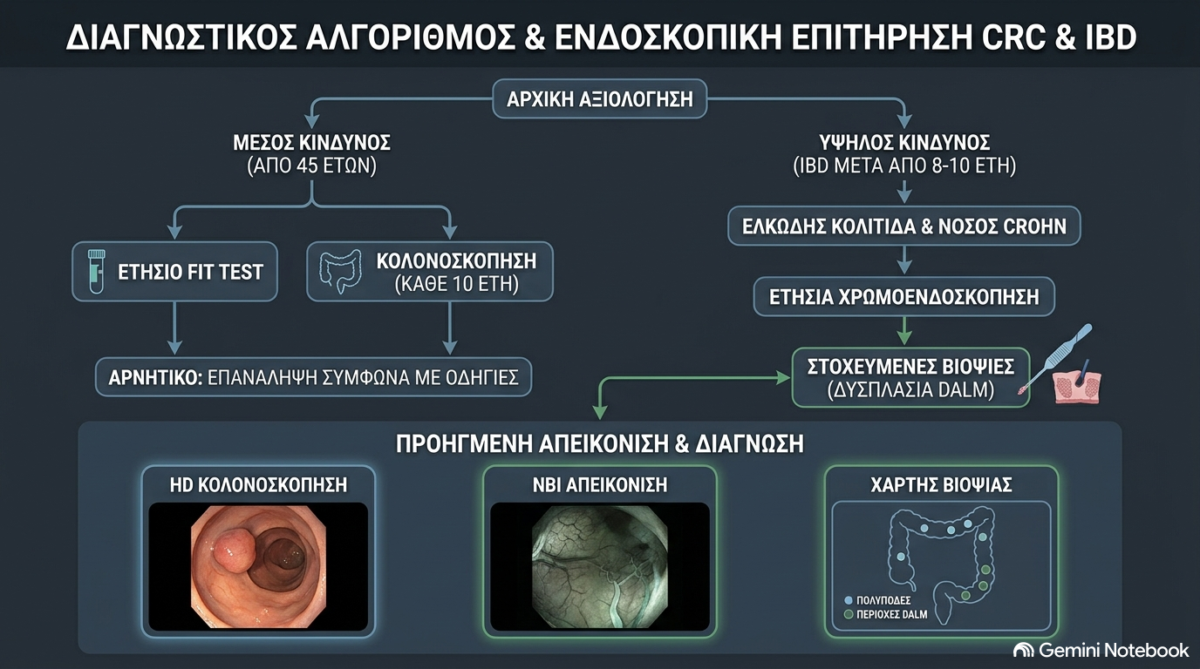 ΔΙΑΓΝΩΣΤΙΚΟΣ ΑΛΓΟΡΙΘΜΟΣ & ΕΝΔΟΣΚΟΠΙΚΗ ΕΠΙΤΗΡΗΣΗ CRC & IBD
ΑΡΧΙΚΗ ΑΞΙΟΛΟΓΗΣΗ
ΜΕΣΟΣ ΚΙΝΔΥΝΟΣ
(ΑΠΟ 45 ΕΤΩΝ)
ΥΨΗΛΟΣ ΚΙΝΔΥΝΟΣ
(IBD ΜΕΤΑ ΑΠΟ 8-10 ΕΤΗ)
ΕΤΗΣΙΟ FIT TEST
ΚΟΛΟΝΟΣΚΟΠΗΣΗ
(ΚΑΘΕ 10 ΕΤΗ)
ΕΛΚΩΔΗΣ ΚΟΛΙΤΙΔΑ & ΝΟΣΟΣ CROHN
ΕΤΗΣΙΑ ΧΡΩΜΟΕΝΔΟΣΚΟΠΗΣΗ
ΑΡΝΗΤΙΚΟ: ΕΠΑΝΑΛΗΨΗ ΣΥΜΦΩΝΑ ΜΕ ΟΔΗΓΙΕΣ
ΣΤΟΧΕΥΜΕΝΕΣ ΒΙΟΨΙΕΣ
(ΔΥΣΠΛΑΣΙΑ DALM)
ΠΡΟΗΓΜΕΝΗ ΑΠΕΙΚΟΝΙΣΗ & ΔΙΑΓΝΩΣΗ
HD ΚΟΛΟΝΟΣΚΟΠΗΣΗ
NBI ΑΠΕΙΚΟΝΙΣΗ
ΧΑΡΤΗΣ ΒΙΟΨΙΑΣ
ΠΟΛΥΠΟΔΕΣ
ΠΕΡΙΟΧΕΣ DALM
Gemini Notebook